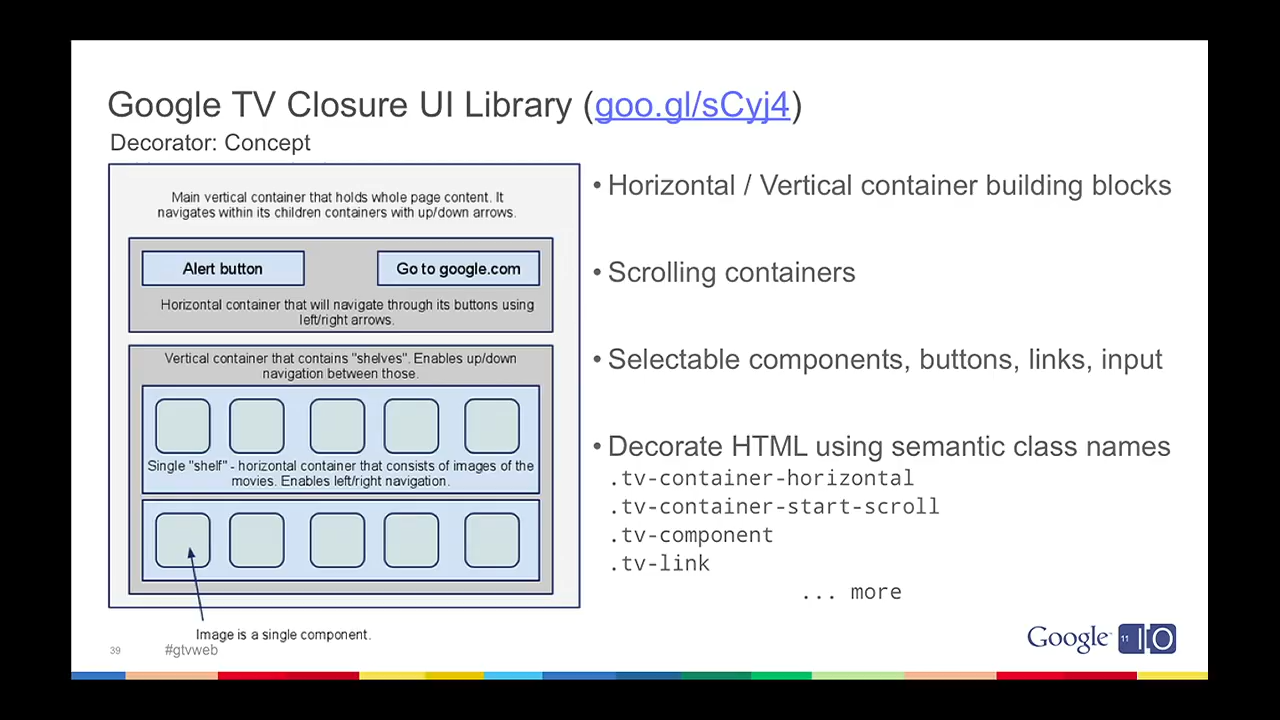 Google TV Closure UI Library (goo.gl/sCyj4)
Decorator: Concept
Main vertical container that holds whole page content. It
navigates within its children containers with up/down arrows.
Alert button
Go to google.com
Horizontal container that will navigate through its buttons using
left/right arrows.
Vertical container that contains "shelves". Enables up/down
navigation between those.
Single "shelf" - horizontal container that consists of images of the
movies. Enables left/right navigation.
Image is a single component.
• Horizontal / Vertical container building blocks
• Scrolling containers
• Selectable components, buttons, links, input
• Decorate HTML using semantic class names
.tv-container-horizontal
.tv-container-start-scroll
.tv-component
.tv-link
... more
39
#gtvweb
Google 11 IO